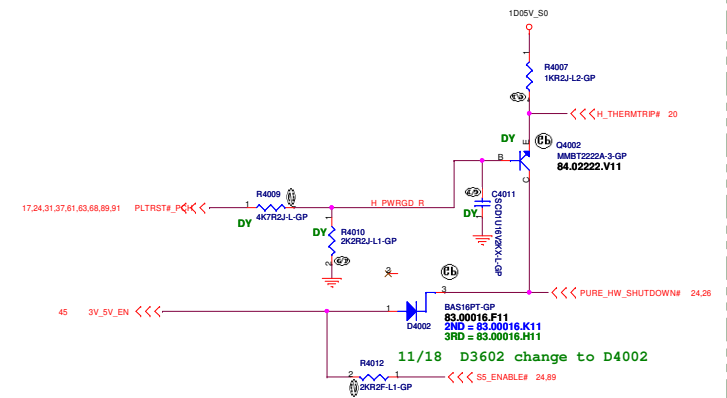 1D05V_S0
1
R4007
1KR2J-L2-GP
2
H_THERMTRIP# 20
DY
E
Q4002
B
MMBT2222A-3-GP
84.02222.V11
C
R4009
17,24,31,37,61,63,68,89,91 PLTRST#_PCH
1
4K7R2J-L-GP
DY
H_PWRGD_R
C4011
SCD1U16V2KX-L-GP
DY
1
DY
R4010
2K2R2J-L1-GP
2
2
3
PURE_HW_SHUTDOWN# 24,26
BAS16PT-GP
45 3V_5V_EN
1
83.00016.F11
D4002
2ND = 83.00016.K11
3RD = 83.00016.H11
11/18 D3602 change to D4002
R4012
2
1
S5_ENABLE# 24,89
2KR2F-L1-GP